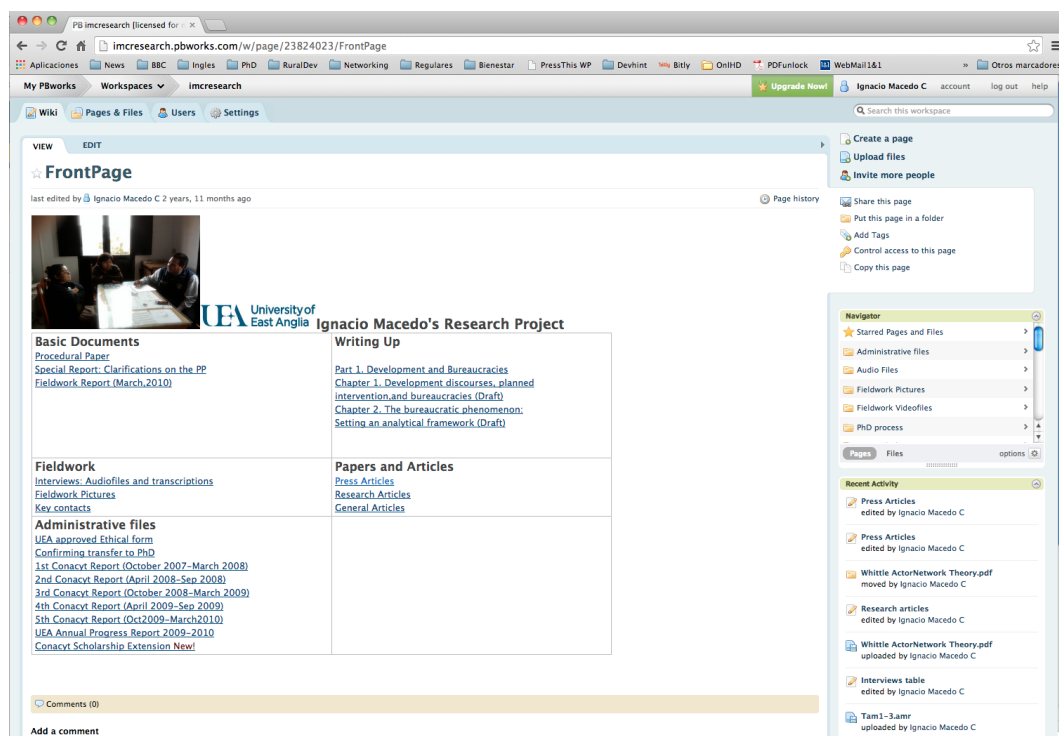 PB imcresearch [licensed for
imcresearch.pbworks.com/w/page/23824023/FrontPage
Aplicaciones News BBC Ingles PhD RuralDev Networking Regulares Bienestar PressThis WP Devhint Bitly OnIHD PDFunlock WebMail1&1 » Otros marcadores
My PBworks Workspaces imcresearch Upgrade Now! Ignacio Macedo C account log out help
Wiki Pages & Files Users Settings Search this workspace
VIEW EDIT
FrontPage
last edited by Ignacio Macedo C 2 years, 11 months ago Page history
UEA University of
East Anglia Ignacio Macedo's Research Project
Basic Documents
Procedural Paper
Special Report: Clarifications on the PP
Fieldwork Report (March,2010)
Writing Up
Part 1. Development and Bureaucracies
Chapter 1. Development discourses, planned
intervention,and bureaucracies (Draft)
Chapter 2. The bureaucratic phenomenon:
Setting an analytical framework (Draft)
Fieldwork
Interviews: Audiofiles and transcriptions
Fieldwork Pictures
Key contacts
Papers and Articles
Press Articles
Research Articles
General Articles
Administrative files
UEA approved Ethical form
Confirming transfer to PhD
1st Conacyt Report (October 2007-March 2008)
2nd Conacyt Report (April 2008-Sep 2008)
3rd Conacyt Report (October 2008-March 2009)
4th Conacyt Report (April 2009-Sep 2009)
5th Conacyt Report (Oct2009-March2010)
UEA Annual Progress Report 2009-2010
Conacyt Scholarship Extension New!
Comments (0)
Add a comment
Create a page
Upload files
Invite more people
Share this page
Put this page in a folder
Add Tags
Control access to this page
Copy this page
Navigator
Starred Pages and Files
Administrative files
Audio Files
Fieldwork Pictures
Fieldwork Videofiles
PhD process
Pages Files options
Recent Activity
Press Articles
edited by Ignacio Macedo C
Press Articles
edited by Ignacio Macedo C
Whittle ActorNetwork Theory.pdf
moved by Ignacio Macedo C
Research articles
edited by Ignacio Macedo C
Whittle ActorNetwork Theory.pdf
uploaded by Ignacio Macedo C
Interviews table
edited by Ignacio Macedo C
Tam1-3.amr
uploaded by Ignacio Macedo C